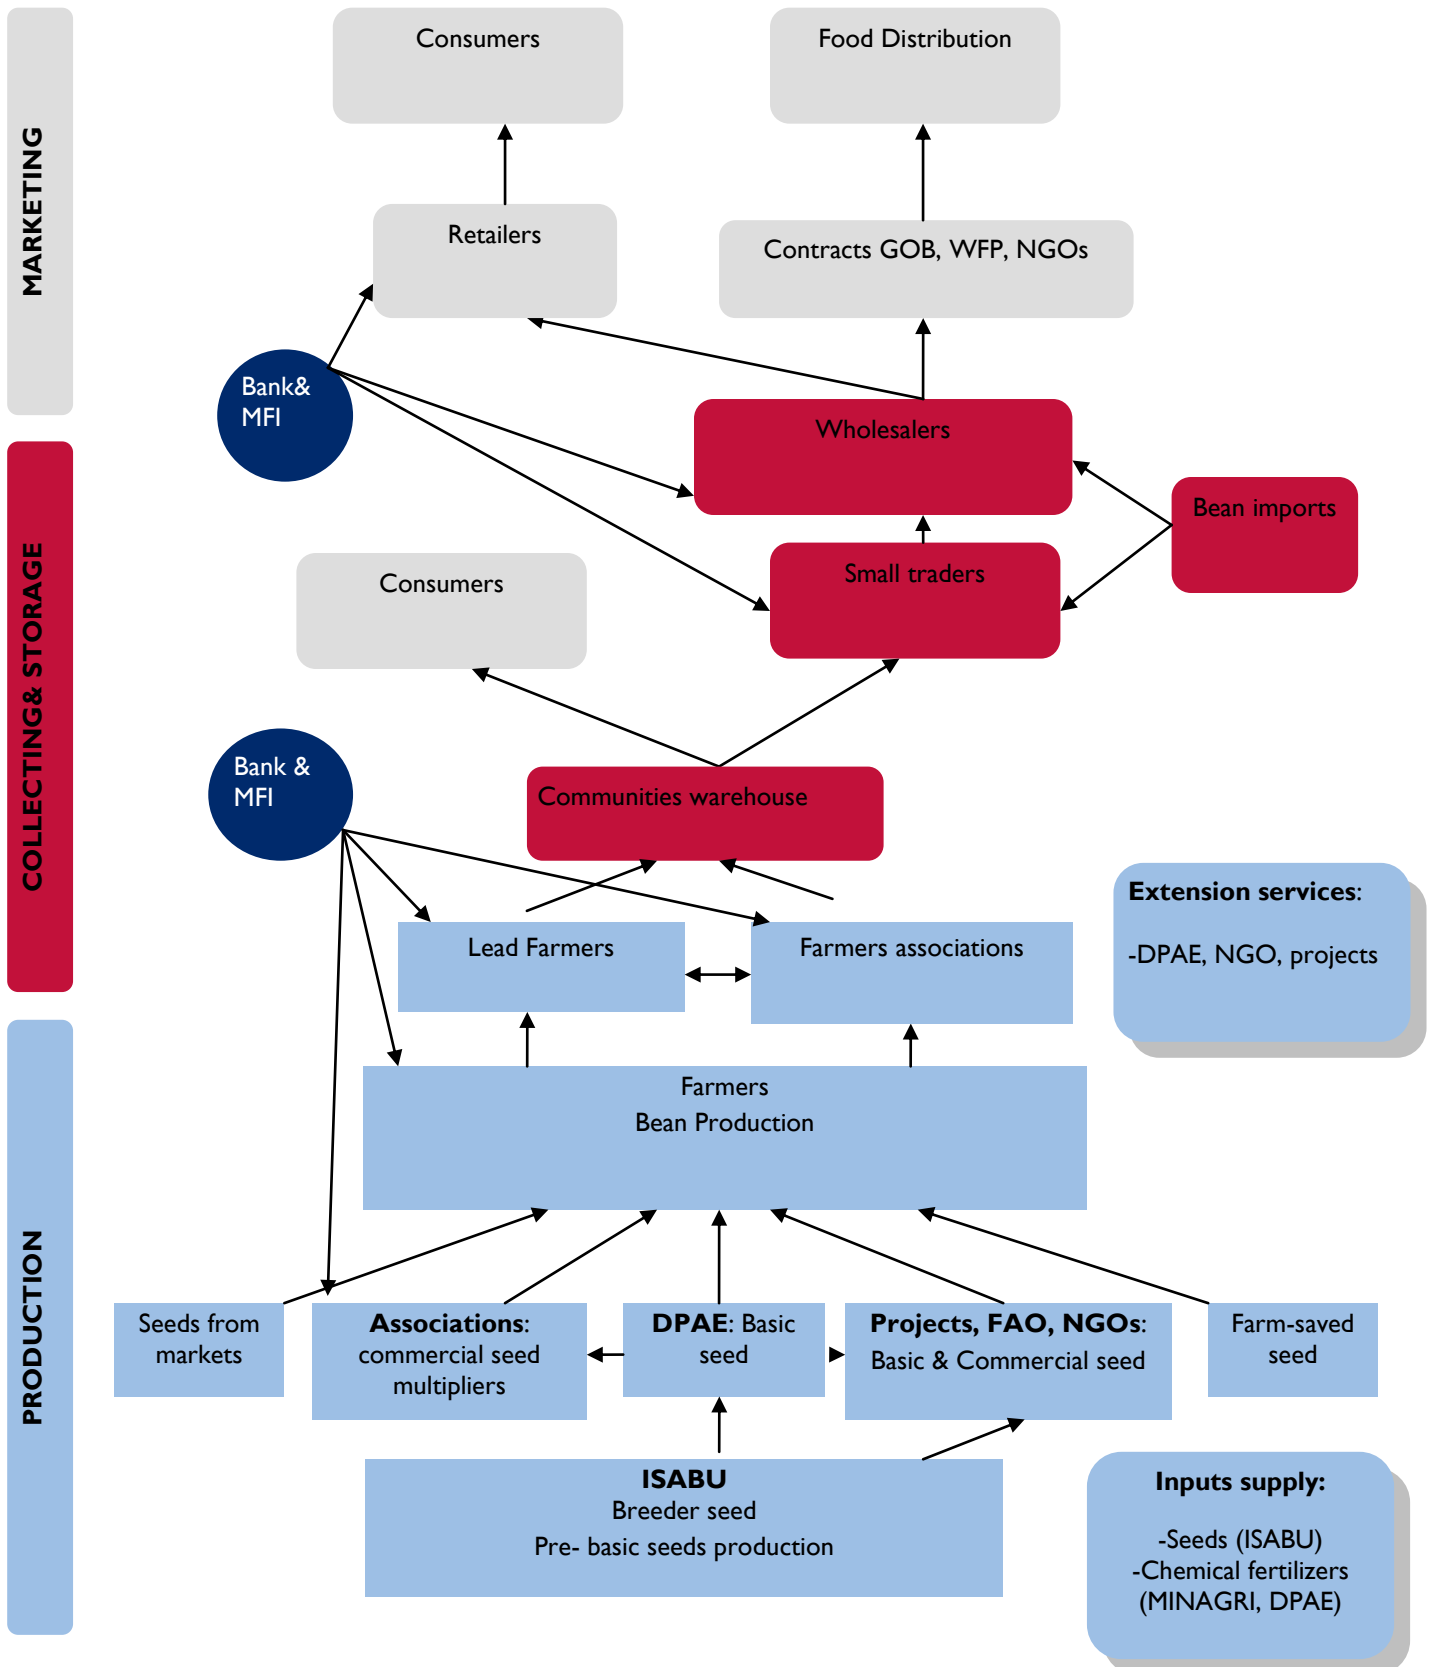 MARKETING
Consumers
Food Distribution
Retailers
Contracts GOB, WFP, NGOs
Bank&
MFI
Wholesalers
Bean imports
COLLECTING& STORAGE
Small traders
Consumers
Bank &
MFI
Communities warehouse
Extension services:
-DPAE, NGO, projects
Lead Farmers
Farmers associations
PRODUCTION
Farmers
Bean Production
Seeds from
markets
Associations:
commercial seed
multipliers
DPAE: Basic
seed
Projects, FAO, NGOs:
Basic & Commercial seed
Farm-saved
seed
ISABU
Breeder seed
Pre- basic seeds production
Inputs supply:
-Seeds (ISABU)
-Chemical fertilizers
(MINAGRI, DPAE)